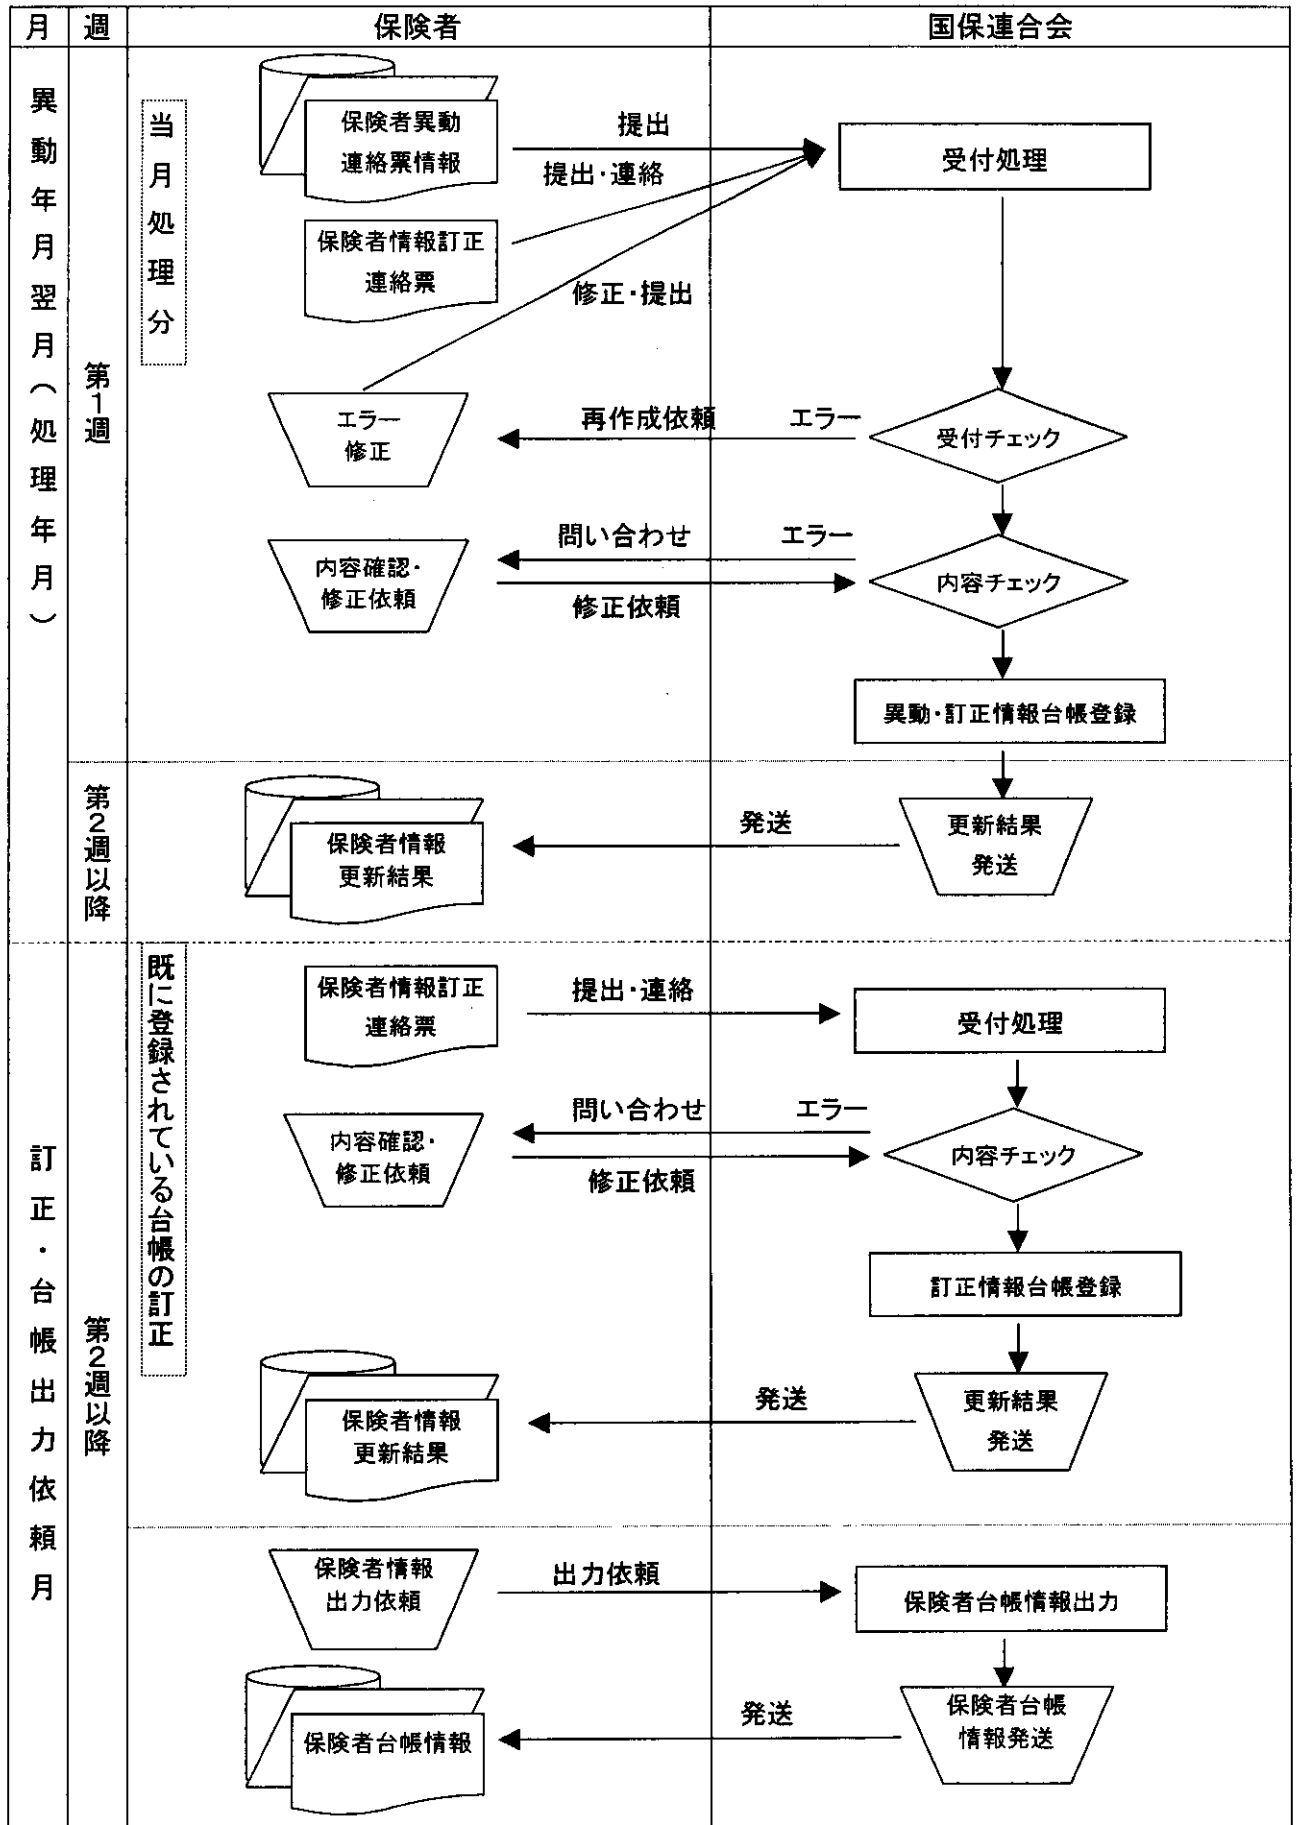 月
週
保険者
国保連合会
異動年月翌月（処理年月）
第1週
当月処理分
保険者異動
連絡票情報
提出
提出・連絡
受付処理
保険者情報訂正
連絡票
修正・提出
エラー
修正
再作成依頼
エラー
受付チェック
内容確認・
修正依頼
問い合わせ
エラー
修正依頼
内容チェック
異動・訂正情報台帳登録
第2週以降
保険者情報
更新結果
発送
更新結果
発送
訂正・台帳出力依頼月
第2週以降
既に登録されている台帳の訂正
保険者情報訂正
連絡票
提出・連絡
受付処理
内容確認・
修正依頼
問い合わせ
エラー
修正依頼
内容チェック
訂正情報台帳登録
保険者情報
更新結果
発送
更新結果
発送
保険者情報
出力依頼
出力依頼
保険者台帳情報出力
保険者台帳情報
発送
保険者台帳
情報発送